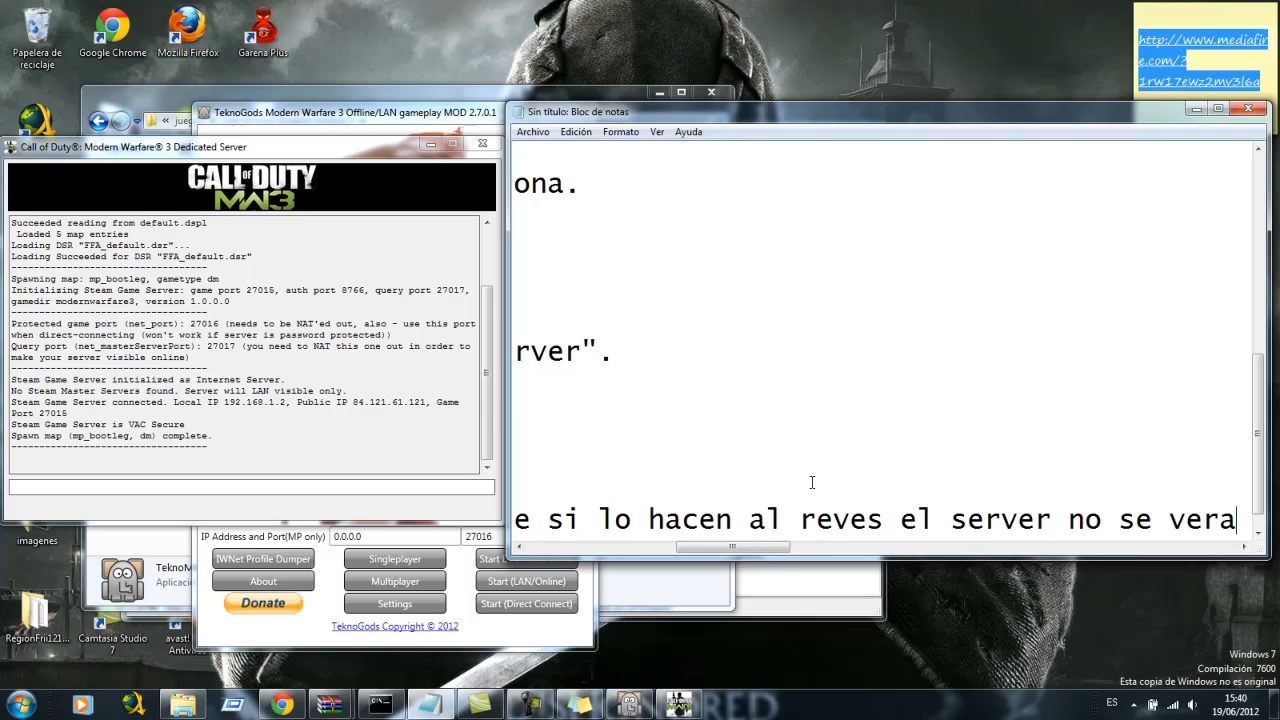 Papelera de
reciclaje
Google Chrome
Mozilla Firefox
Garena Plus
http://www.mediafir
e.com/?
1rw17ewz2mv3l6a
TeknoGods Modern Warfare 3 Offline/LAN gameplay MOD 2.7.0.1
Sin título: Bloc de notas
Archivo Edición Formato Ver Ayuda
Call of Duty®: Modern Warfare® 3 Dedicated Server
CALL OF DUTY
MW3
Succeeded reading from default.dspl
Loaded 5 map entries
Loading DSR "FFA_default.dsr"...
Loading Succeeded for DSR "FFA_default.dsr"
-----------------------------------
Spawning map: mp_bootleg, gametype dm
Initializing Steam Game Server: game port 27015, auth port 8766, query port 27017,
gamedir modernwarfare3, version 1.0.0.0
-----------------------------------
Protected game port (net_port): 27016 (needs to be NAT'ed out, also - use this port
when direct-connecting (won't work if server is password protected))
Query port (net_masterServerPort): 27017 (you need to NAT this one out in order to
make your server visible online)
-----------------------------------
Steam Game Server initialized as Internet Server.
No Steam Master Servers found. Server will LAN visible only.
Steam Game Server connected. Local IP 192.168.1.2, Public IP 84.121.61.121, Game
Port 27015
Steam Game Server is VAC Secure
Spawn map (mp_bootleg, dm) complete.
-----------------------------------
ona.
rver".
e si lo hacen al reves el server no se vera
imagenes
IP Address and Port(MP only) 0.0.0.0 27016
IWNet Profile Dumper Singleplayer
About Multiplayer Start (LAN/Online)
Donate Settings Start (Direct Connect)
TeknoGods Copyright © 2012
TeknoM
Aplicació
RegionFrii121...
Camtasia Studio
7
avast!
Antiv
Windows 7
Compilación 7600
Esta copia de Windows no es original
ES
15:40
19/06/2012